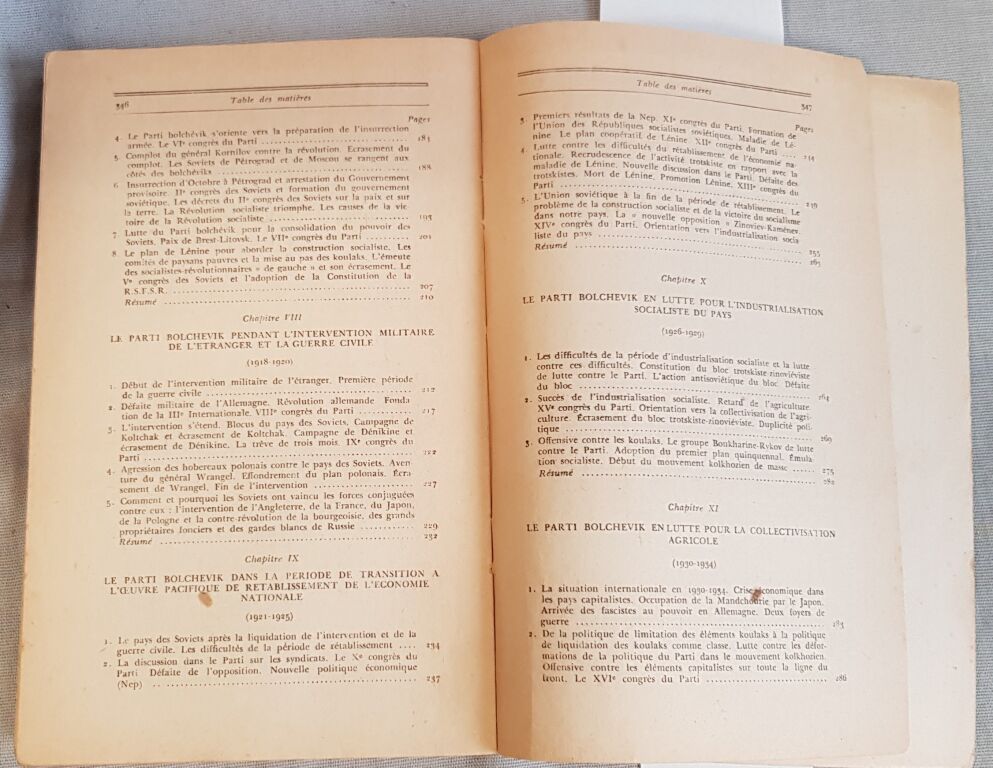 346
Table des matières
Pages
4. Le Parti bolchévik s'oriente vers la préparation de l'insurrection
armée. Le VIe congrès du Parti .......... 183
5. Complot du général Kornilov contre la révolution. Ecrasement du
complot. Les Soviets de Pétrograd et de Moscou se rangent aux
côtés des bolchéviks .......... 188
6. Insurrection d'Octobre à Pétrograd et arrestation du Gouvernement
provisoire. IIe congrès des Soviets et formation du gouvernement
soviétique. Les décrets du IIe congrès des Soviets sur la paix et sur
la terre. La Révolution socialiste triomphe. Les causes de la vic-
toire de la Révolution socialiste .......... 193
7. Lutte du Parti bolchévik pour la consolidation du pouvoir des
Soviets. Paix de Brest-Litovsk. Le VIIe congrès du Parti .......... 201
8. Le plan de Lénine pour aborder la construction socialiste. Les
comités de paysans pauvres et la mise au pas des koulaks. L'émeute
des socialistes-révolutionnaires « de gauche » et son écrasement. Le
Ve congrès des Soviets et l'adoption de la Constitution de la
R.S.F.S.R. .......... 207
Résumé .......... 210
Chapitre VIII
LE PARTI BOLCHEVIK PENDANT L'INTERVENTION MILITAIRE
DE L'ETRANGER ET LA GUERRE CIVILE
(1918-1920)
1. Début de l'intervention militaire de l'étranger. Première période
de la guerre civile .......... 212
2. Défaite militaire de l'Allemagne. Révolution allemande Fonda
tion de la IIIe Internationale. VIIIe congrès du Parti .......... 217
3. L'intervention s'étend. Blocus du pays des Soviets. Campagne de
Koltchak et écrasement de Koltchak. Campagne de Dénikine et
écrasement de Dénikine. La trêve de trois mois. IXe congrès du
Parti .......... 222
4. Agression des hobereaux polonais contre le pays des Soviets. Aven
ture du général Wrangel. Effondrement du plan polonais. Écra
sement de Wrangel. Fin de l'intervention .......... 227
5. Comment et pourquoi les Soviets ont vaincu les forces conjuguées
contre eux : l'intervention de l'Angleterre, de la France, du Japon,
de la Pologne et la contre-révolution de la bourgeoisie, des grands
propriétaires fonciers et des gardes blancs de Russie .......... 229
Résumé .......... 232
Chapitre IX
LE PARTI BOLCHEVIK DANS LA PERIODE DE TRANSITION A
L'ŒUVRE PACIFIQUE DE RETABLISSEMENT DE L'ECONOMIE
NATIONALE
(1921-1925)
1. Le pays des Soviets après la liquidation de l'intervention et de la
guerre civile. Les difficultés de la période de rétablissement .... 234
2. La discussion dans le Parti sur les syndicats. Le Xe congrès du
Parti Défaite de l'opposition. Nouvelle politique économique
(Nep) .......... 237
Table des matières
347
Pages
3. Premiers résultats de la Nep. XIe congrès du Parti. Formation de
l'Union des Républiques socialistes soviétiques. Maladie de Lé-
nine. Le plan coopératif de Lénine XIIe congrès du Parti .... 244
4. Lutte contre les difficultés du rétablissement de l'économie na-
tionale. Recrudescence de l'activité trotskiste en rapport avec la
maladie de Lénine. Nouvelle discussion dans le Parti. Défaite des
trotskistes. Mort de Lénine. Promotion Lénine. XIIIe congrès du
Parti ..........
5. L'Union soviétique à la fin de la période de rétablissement. Le
problème de la construction socialiste et de la victoire du socialisme
dans notre pays. La « nouvelle opposition » Zinoviev-Kaménev.
XIVe congrès du Parti. Orientation vers l'industrialisation socia
liste du pays .......... 255
Résumé .......... 263
Chapitre X
LE PARTI BOLCHEVIK EN LUTTE POUR L'INDUSTRIALISATION
SOCIALISTE DU PAYS
(1926-1929)
1. Les difficultés de la période d'industrialisation socialiste et la lutte
contre ces difficultés. Constitution du bloc trotskiste-zinoviéviste
de lutte contre le Parti. L'action antisoviétique du bloc Défaite
du bloc .......... 264
2. Succès de l'industrialisation socialiste. Retard de l'agriculture.
XVe congrès du Parti. Orientation vers la collectivisation de l'agri-
culture. Écrasement du bloc trotskiste-zinoviéviste. Duplicité poli-
tique .......... 269
3. Offensive contre les koulaks. Le groupe Boukharine-Rykov de lutte
contre le Parti. Adoption du premier plan quinquennal. Émula
tion socialiste. Début du mouvement kolkhozien de masse ...... 275
Résumé .......... 282
Chapitre XI
LE PARTI BOLCHEVIK EN LUTTE POUR LA COLLECTIVISATION
AGRICOLE
(1930-1934)
1. La situation internationale en 1930-1934. Crise économique dans
les pays capitalistes. Occupation de la Mandchourie par le Japon.
Arrivée des fascistes au pouvoir en Allemagne. Deux foyers de
guerre .......... 283
2. De la politique de limitation des éléments koulaks à la politique
de liquidation des koulaks comme classe. Lutte contre les défor-
mations de la politique du Parti dans le mouvement kolkhozien.
Offensive contre les éléments capitalistes sur toute la ligne du
front. Le XVIe congrès du Parti .......... 286